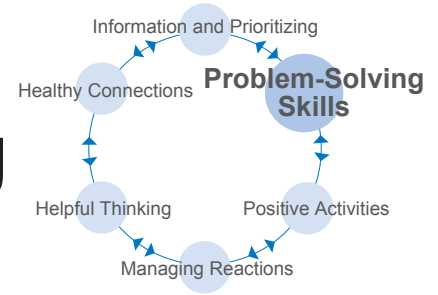 Information and Prioritizing
Problem-Solving
Skills
Healthy Connections
Helpful Thinking
Positive Activities
Managing Reactions